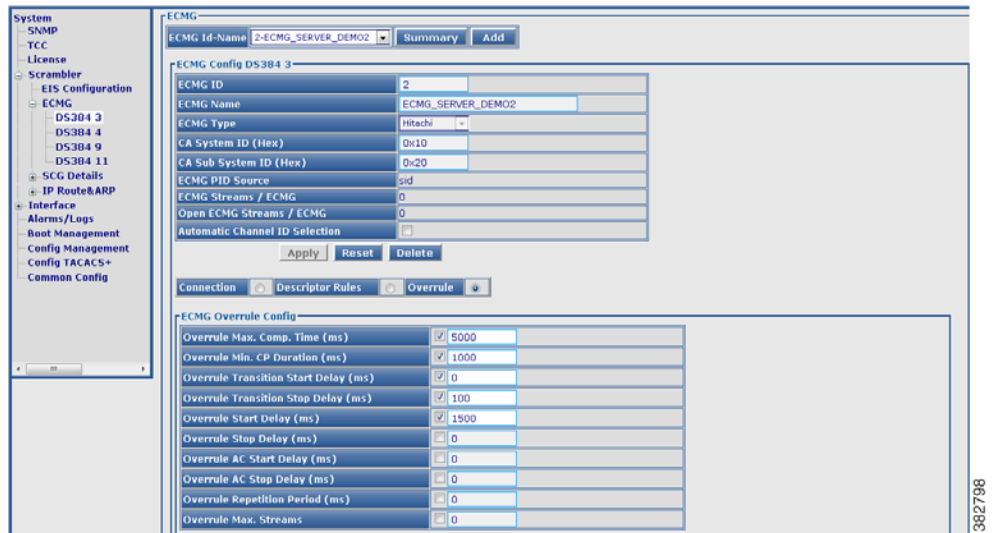 System
SNMP
TCC
License
Scrambler
EIS Configuration
ECMG
DS384 3
DS384 4
DS384 9
DS384 11
SCG Details
IP Route&ARP
Interface
Alarms/Logs
Boot Management
Config Management
Config TACACS+
Common Config
ECMG
ECMG Id-Name 2-ECMG_SERVER_DEMO2 Summary Add
ECMG Config DS384 3
ECMG ID 2
ECMG Name ECMG_SERVER_DEMO2
ECMG Type Hitachi
CA System ID (Hex) 0x10
CA Sub System ID (Hex) 0x20
ECMG PID Source sid
ECMG Streams / ECMG 0
Open ECMG Streams / ECMG 0
Automatic Channel ID Selection
Apply Reset Delete
Connection Descriptor Rules Overrule
ECMG Overrule Config
Overrule Max. Comp. Time (ms) 5000
Overrule Min. CP Duration (ms) 1000
Overrule Transition Start Delay (ms) 0
Overrule Transition Stop Delay (ms) 100
Overrule Start Delay (ms) 1500
Overrule Stop Delay (ms) 0
Overrule AC Start Delay (ms) 0
Overrule AC Stop Delay (ms) 0
Overrule Repetition Period (ms) 0
Overrule Max. Streams 0
382798